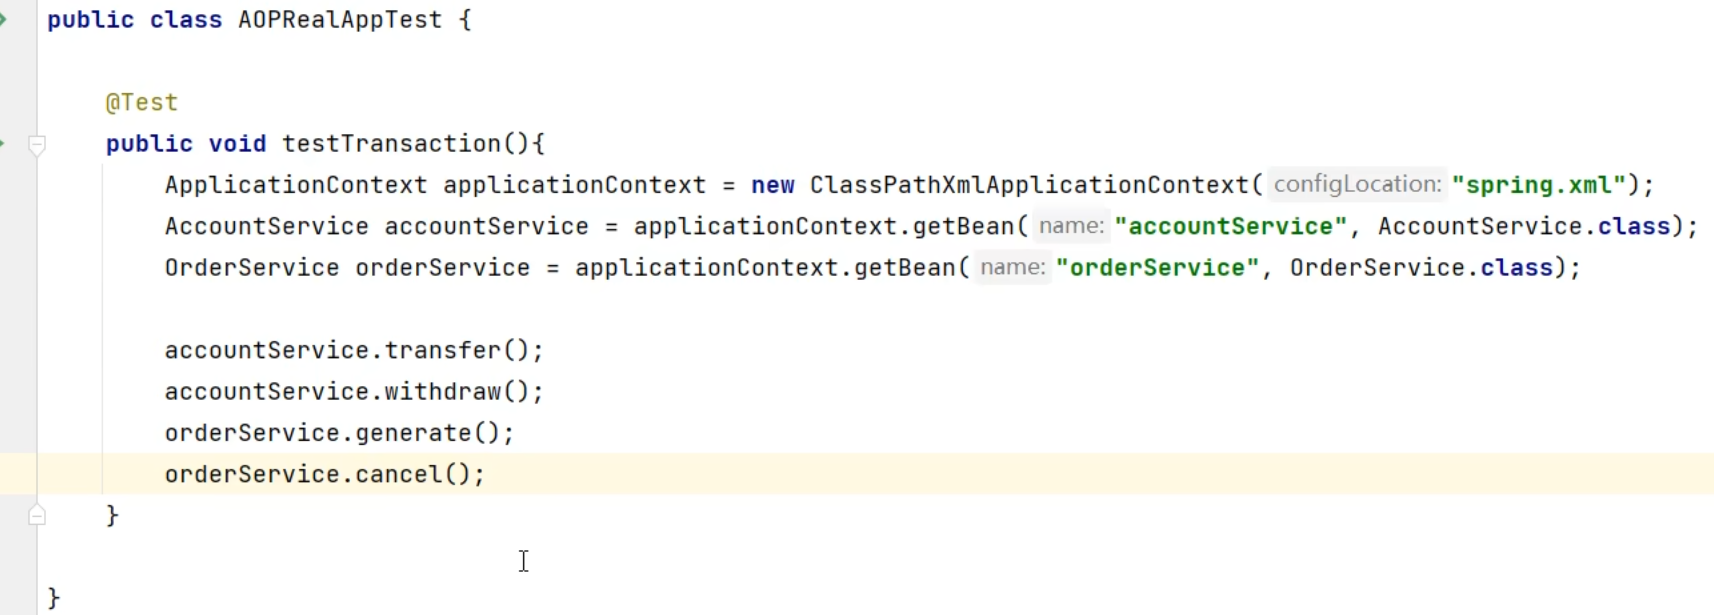 public class AOPRealAppTest {
@Test
public void testTransaction(){
ApplicationContext applicationContext = new ClassPathXmlApplicationContext( configLocation: "spring.xml");
AccountService accountService = applicationContext.getBean( name: "accountService", AccountService.class);
OrderService orderService = applicationContext.getBean( name: "orderService", OrderService.class);
accountService.transfer();
accountService.withdraw();
orderService.generate();
orderService.cancel();
}
}